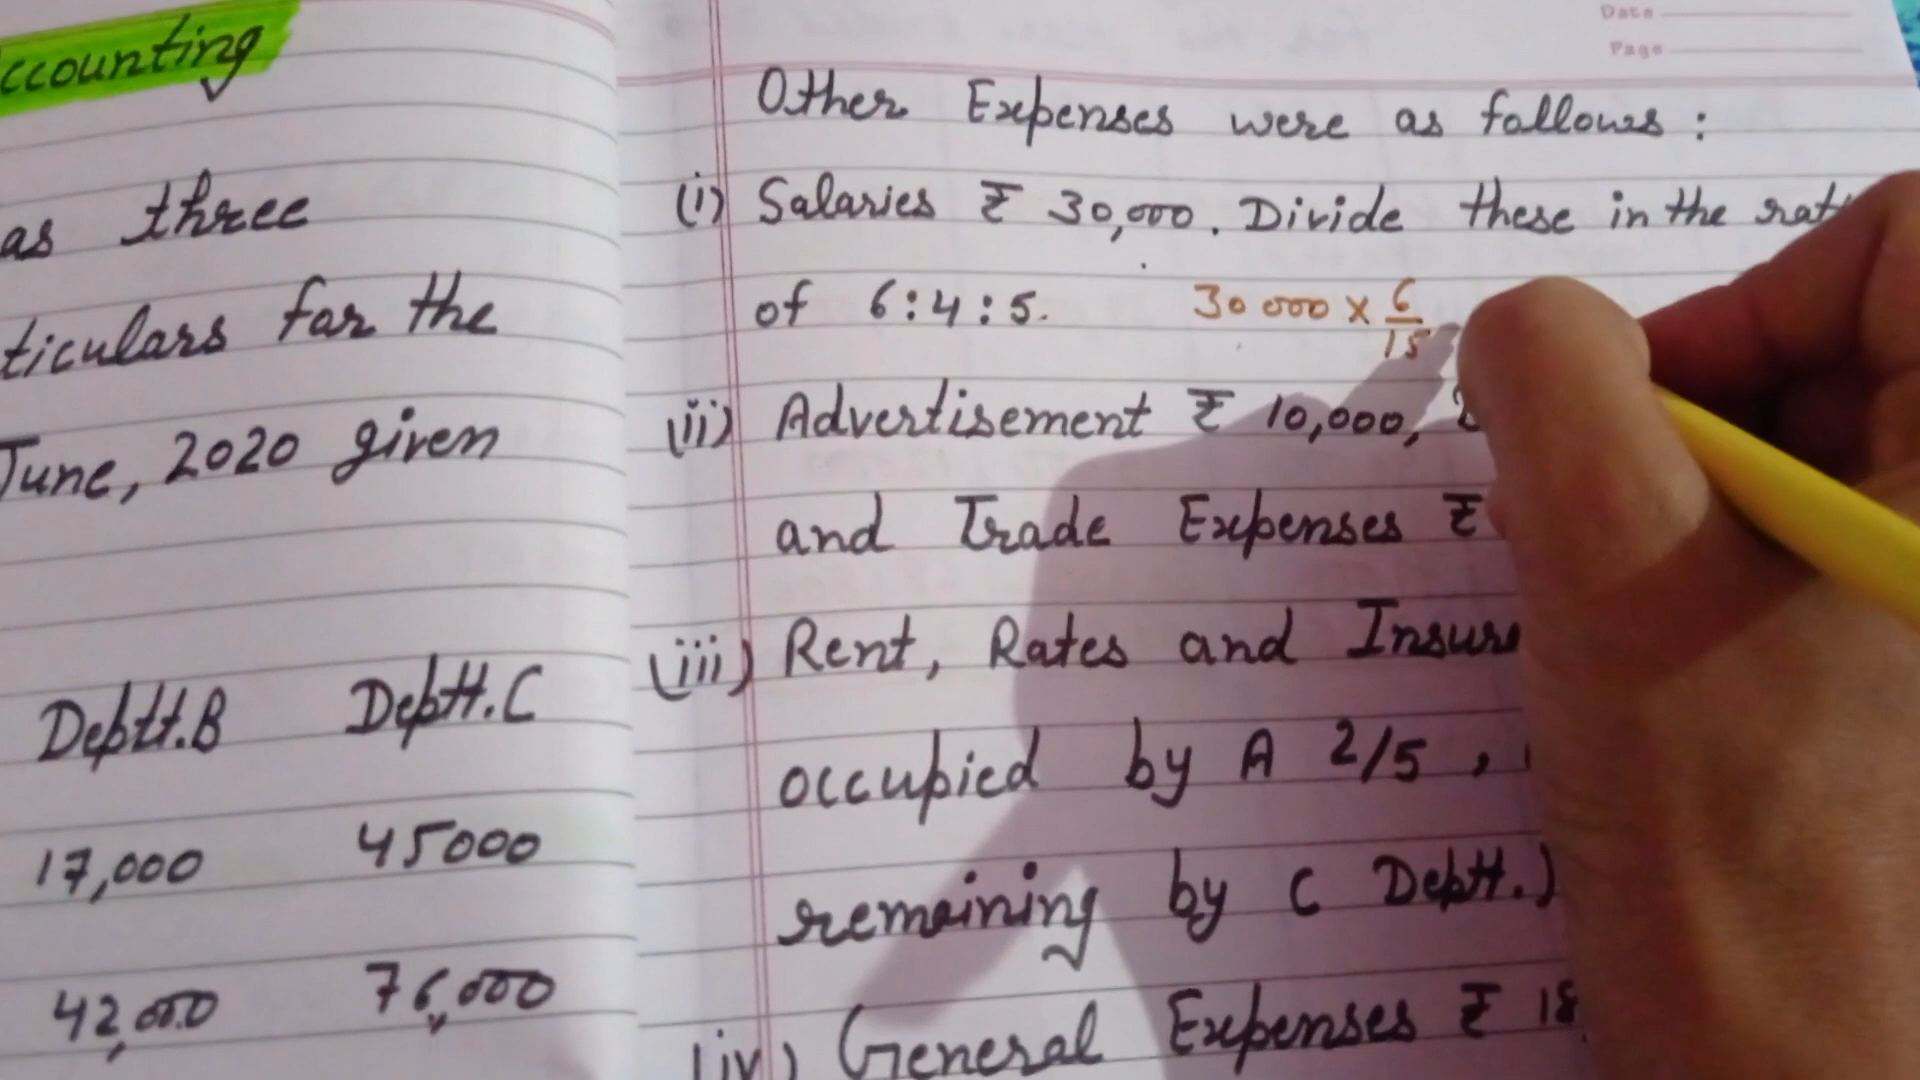 ccounting
as three
ticulars for the
June, 2020 given
Deptt.B Deptt.C
17,000 45000
42,000 76,000
Date
Page
Other Expenses were as follows :
(i) Salaries ₹ 30,000. Divide these in the
of 6:4:5. 30000 × 6/15
(ii) Advertisement ₹ 10,000,
and Trade Expenses ₹
(iii) Rent, Rates and
occupied by A 2/5 ,
remaining by C Deptt.)
(iv) General Expenses ₹ 18